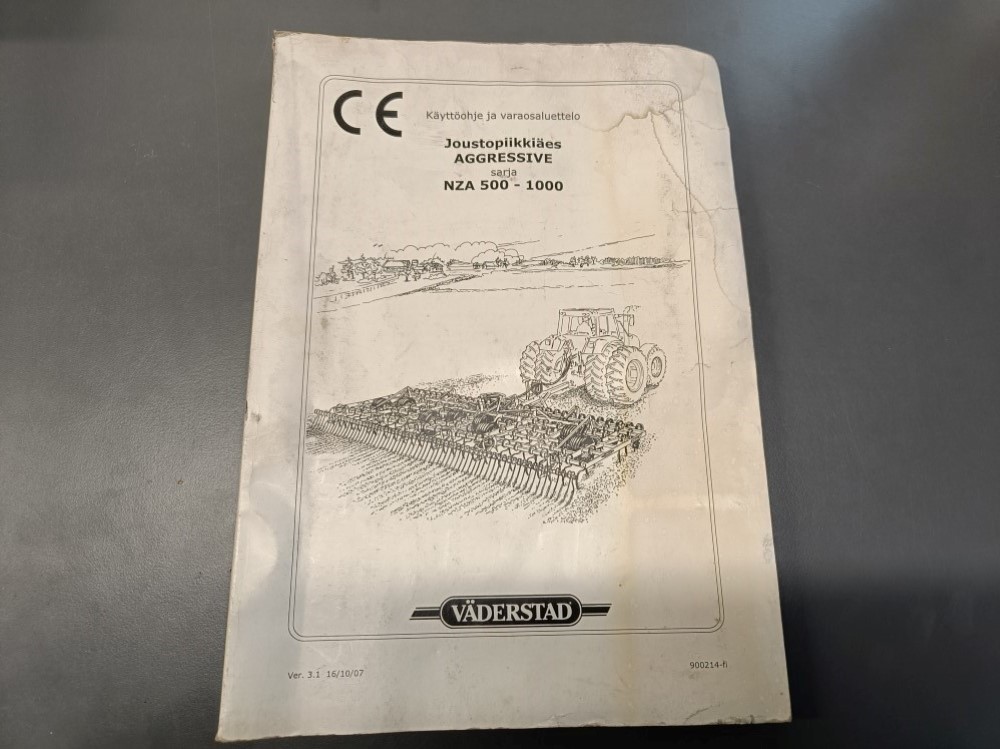 CE
Käyttöohje ja varaosaluettelo
Joustopiikkiäes
AGGRESSIVE
sarja
NZA 500 - 1000
VÄDERSTAD
Ver. 3.1 16/10/07
900214-fi